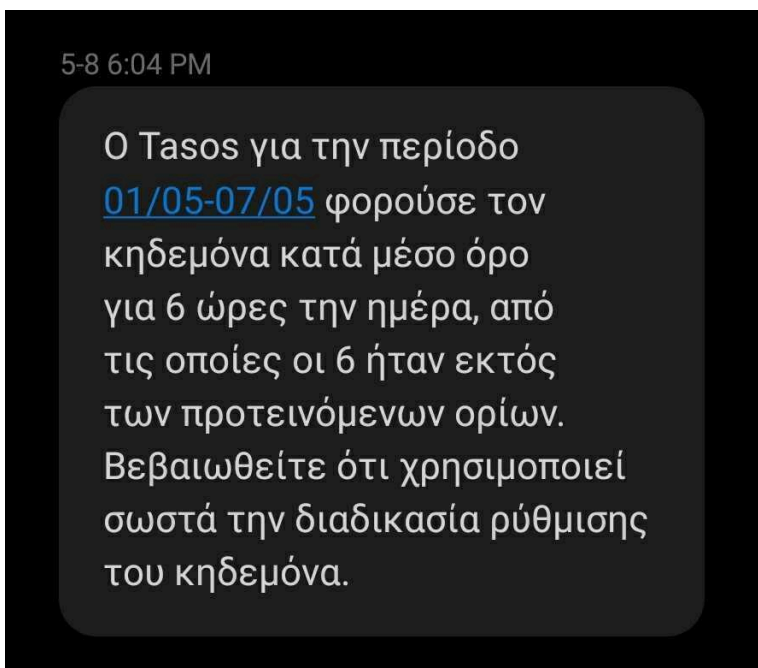 5-8 6:04 PM
Ο Tasos για την περίοδο
01/05-07/05 φορούσε τον
κηδεμόνα κατά μέσο όρο
για 6 ώρες την ημέρα, από
τις οποίες οι 6 ήταν εκτός
των προτεινόμενων ορίων.
Βεβαιωθείτε ότι χρησιμοποιεί
σωστά την διαδικασία ρύθμισης
του κηδεμόνα.